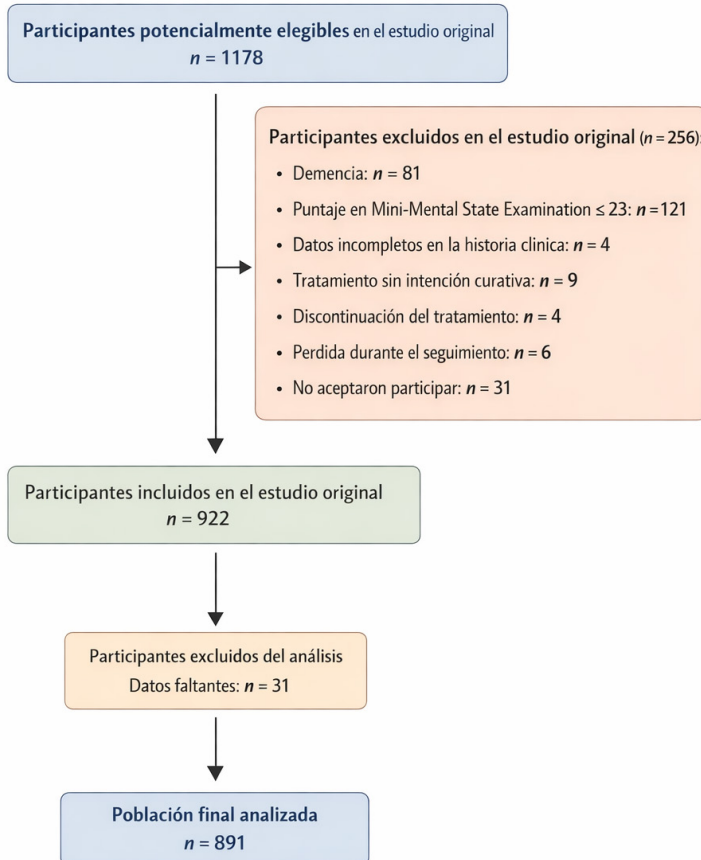 Participantes potencialmente elegibles en el estudio original
n = 1178
Participantes excluidos en el estudio original (n = 256):
• Demencia: n = 81
• Puntaje en Mini-Mental State Examination ≤ 23: n = 121
• Datos incompletos en la historia clinica: n = 4
• Tratamiento sin intención curativa: n = 9
• Discontinuación del tratamiento: n = 4
• Perdida durante el seguimiento: n = 6
• No aceptaron participar: n = 31
Participantes incluidos en el estudio original
n = 922
Participantes excluidos del análisis
Datos faltantes: n = 31
Población final analizada
n = 891